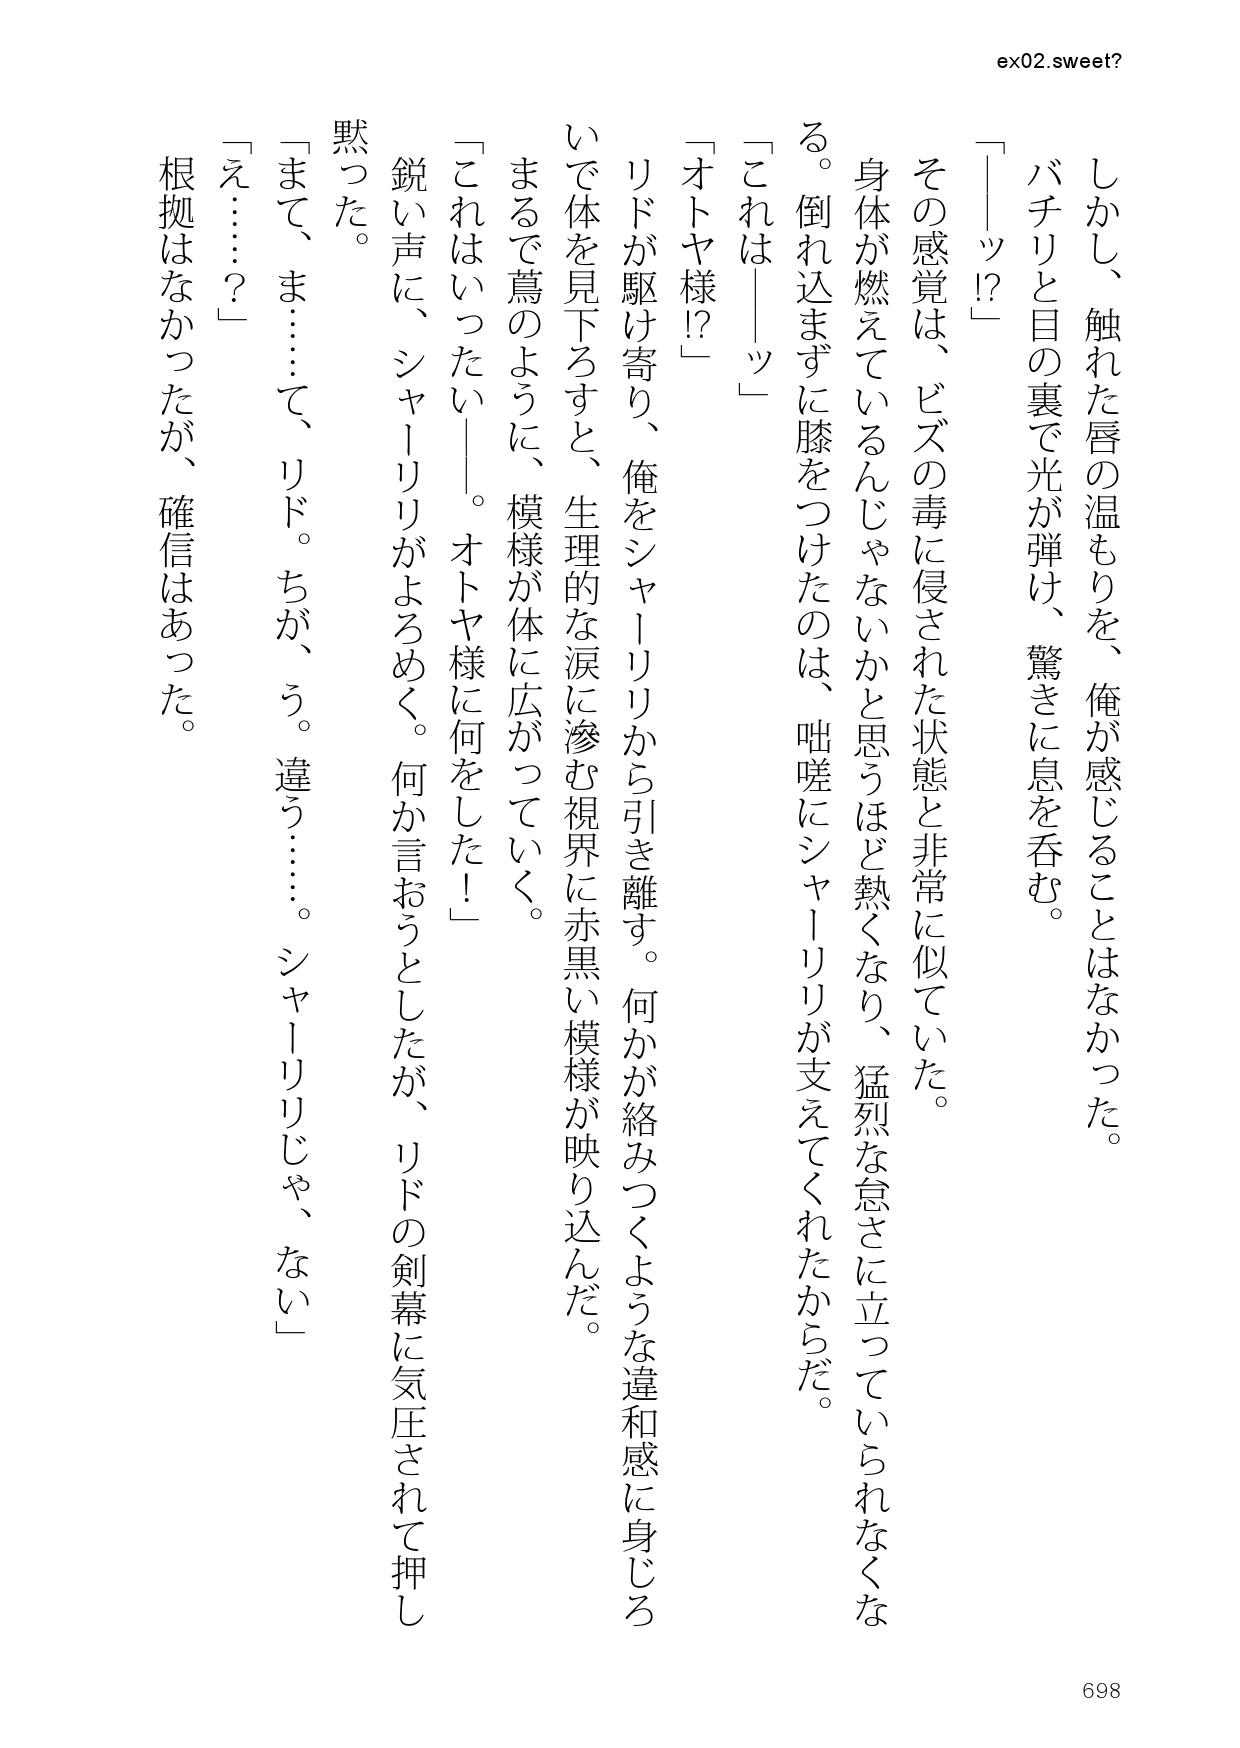 ex02.sweet?
しかし、触れた唇の温もりを、俺が感じることはなかった。
バチリと目の裏で光が弾け、驚きに息を呑む。
「――ッ!?」
その感覚は、ビズの毒に侵された状態と非常に似ていた。
身体が燃えているんじゃないかと思うほど熱くなり、猛烈な怠さに立っていられなくな
る。倒れ込まずに膝をつけたのは、咄嗟にシャーリリが支えてくれたからだ。
「これは――ッ」
「オトヤ様!?」
リドが駆け寄り、俺をシャーリリから引き離す。何かが絡みつくような違和感に身じろ
いで体を見下ろすと、生理的な涙に滲む視界に赤黒い模様が映り込んだ。
まるで蔦のように、模様が体に広がっていく。
「これはいったい――。オトヤ様に何をした！」
鋭い声に、シャーリリがよろめく。何か言おうとしたが、リドの剣幕に気圧されて押し
黙った。
「まて、ま……て、リド。ちが、う。違う……。シャーリリじゃ、ない」
「え……？」
根拠はなかったが、確信はあった。
698